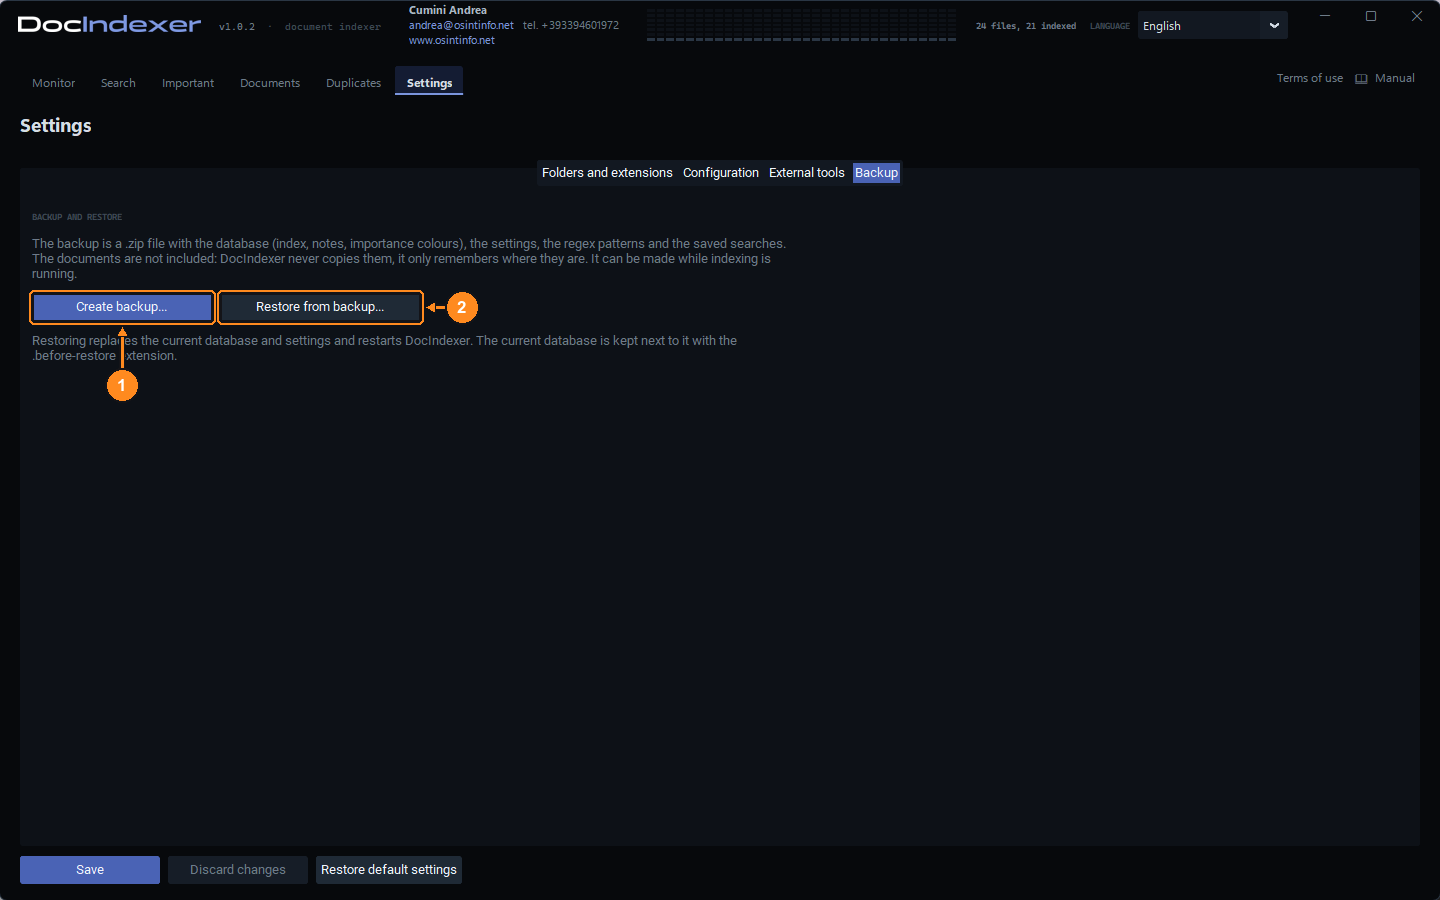 DocIndexer v1.0.2 · document indexer
Cumini Andrea
andrea@osintinfo.net tel. +393394601972
www.osintinfo.net
24 files, 21 indexed LANGUAGE English
Monitor Search Important Documents Duplicates Settings
Terms of use Manual
Settings
Folders and extensions Configuration External tools Backup
BACKUP AND RESTORE
The backup is a .zip file with the database (index, notes, importance colours), the settings, the regex patterns and the saved searches.
The documents are not included: DocIndexer never copies them, it only remembers where they are. It can be made while indexing is
running.
Create backup... Restore from backup... 2
Restoring replaces the current database and settings and restarts DocIndexer. The current database is kept next to it with the
.before-restore extension.
1
Save Discard changes Restore default settings